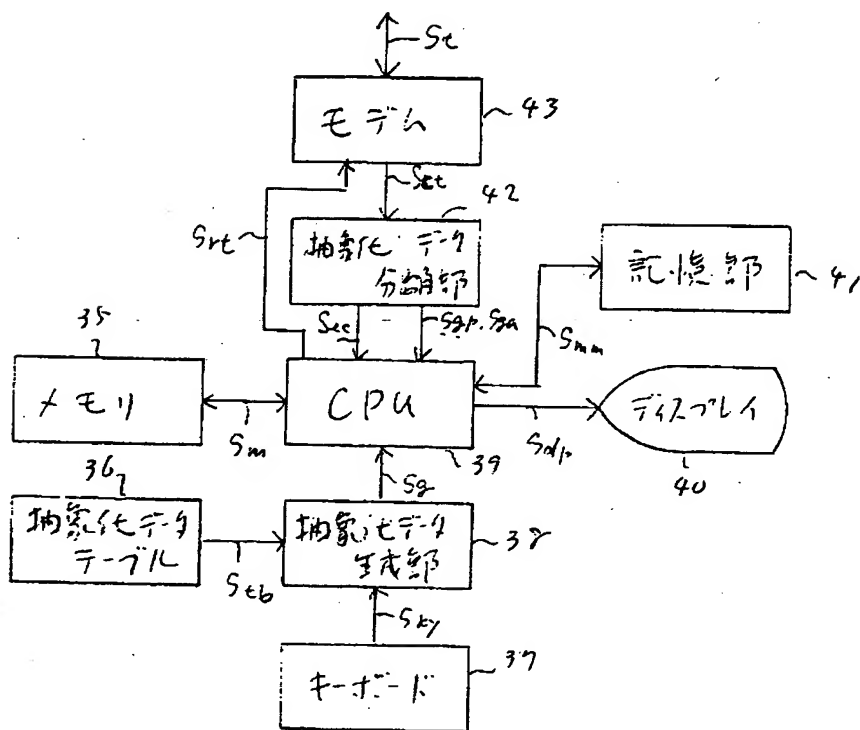 St
モデム
43
Sct
Srt
42
抽象化データ
分離部
記憶部
41
Scc
Sgp, Sga
Smm
35
メモリ
Sm
CPU
39
Sdp
ディスプレイ
40
36
抽象化データ
テーブル
Stb
Sg
抽象化データ
生成部
38
Sky
キーボード
37